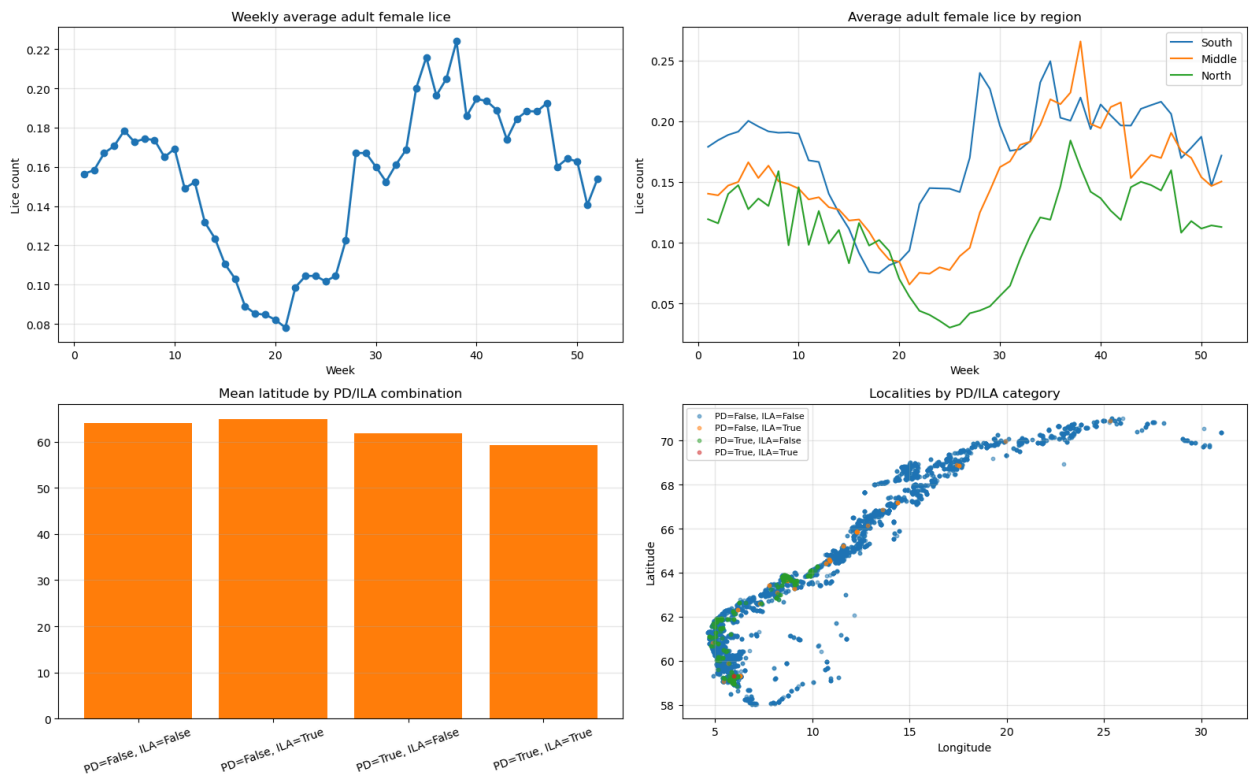 Weekly average adult female lice
Lice count
0.22
0.20
0.18
0.16
0.14
0.12
0.10
0.08
0
10
20
30
40
50
Week
Average adult female lice by region
South
Middle
North
Lice count
0.25
0.20
0.15
0.10
0.05
0
10
20
30
40
50
Week
Mean latitude by PD/ILA combination
60
50
40
30
20
10
0
PD=False, ILA=False
PD=False, ILA=True
PD=True, ILA=False
PD=True, ILA=True
Localities by PD/ILA category
PD=False, ILA=False
PD=False, ILA=True
PD=True, ILA=False
PD=True, ILA=True
Latitude
70
68
66
64
62
60
58
5
10
15
20
25
30
Longitude